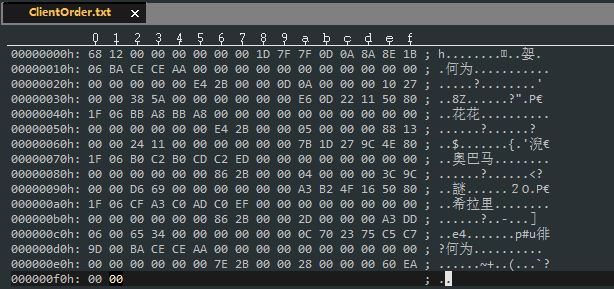 ClientOrder.txt
0 1 2 3 4 5 6 7 8 9 a b c d e f
00000000h: 68 12 00 00 00 00 00 00 1D 7F 7F 0D 0A 8A 8E 1B ; h........
00000010h: 06 BA CE CE AA 00 00 00 00 00 00 00 00 00 00 00 ; .何为...........
00000020h: 00 00 00 00 00 E4 2B 00 00 0D 0A 00 00 00 10 27 ; .....?........'
00000030h: 00 00 38 5A 00 00 00 00 00 00 E6 0D 22 11 50 80 ; ..8Z......?".P€
00000040h: 1F 06 BB A8 BB A8 00 00 00 00 00 00 00 00 00 00 ; ..花花..........
00000050h: 00 00 00 00 00 00 E4 2B 00 00 05 00 00 00 88 13 ; ......?......?
00000060h: 00 00 24 11 00 00 00 00 00 00 7B 1D 27 9C 4E 80 ; ..$.......{.'淣€
00000070h: 1F 06 B0 C2 B0 CD C2 ED 00 00 00 00 00 00 00 00 ; ..奥巴马........
00000080h: 00 00 00 00 00 00 86 2B 00 00 04 00 00 00 3C 9C ; ......?......<?
00000090h: 00 00 D6 69 00 00 00 00 00 00 A3 B2 4F 16 50 80 ; ..謎......２O.P€
000000a0h: 1F 06 CF A3 C0 AD C0 EF 00 00 00 00 00 00 00 00 ; ..希拉里........
000000b0h: 00 00 00 00 00 00 86 2B 00 00 2D 00 00 00 A3 DD ; ......?..-...］
000000c0h: 06 00 65 34 00 00 00 00 00 00 0C 70 23 75 C5 C7 ; ..e4.......p#u徘
000000d0h: 9D 00 BA CE CE AA 00 00 00 00 00 00 00 00 00 00 ; ?何为..........
000000e0h: 00 00 00 00 00 00 7E 2B 00 00 28 00 00 00 60 EA ; ......~+..(...`?
000000f0h: 00 00 ; ..